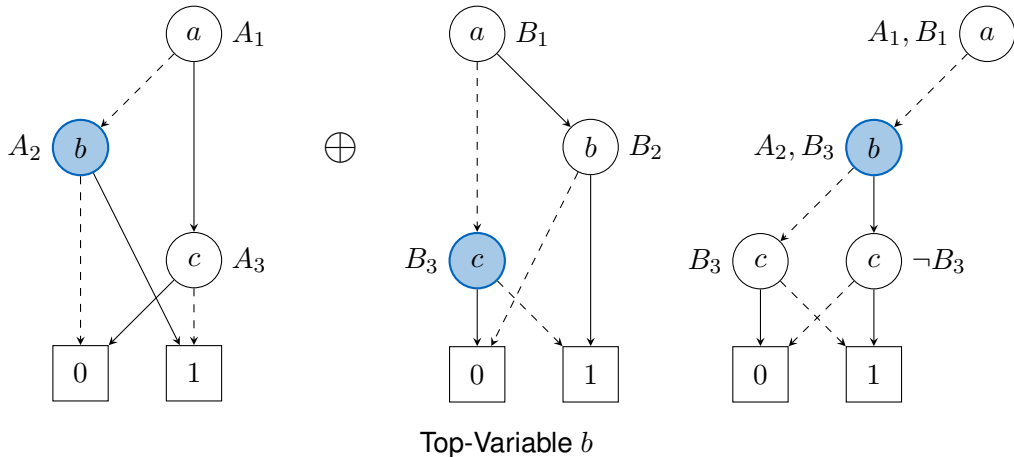 a A₁ a B₁ A₁, B₁ a
A₂ b ⊕ b B₂ A₂, B₃ b
c A₃ B₃ c B₃ c c ¬B₃
0 1 0 1 0 1
Top-Variable b